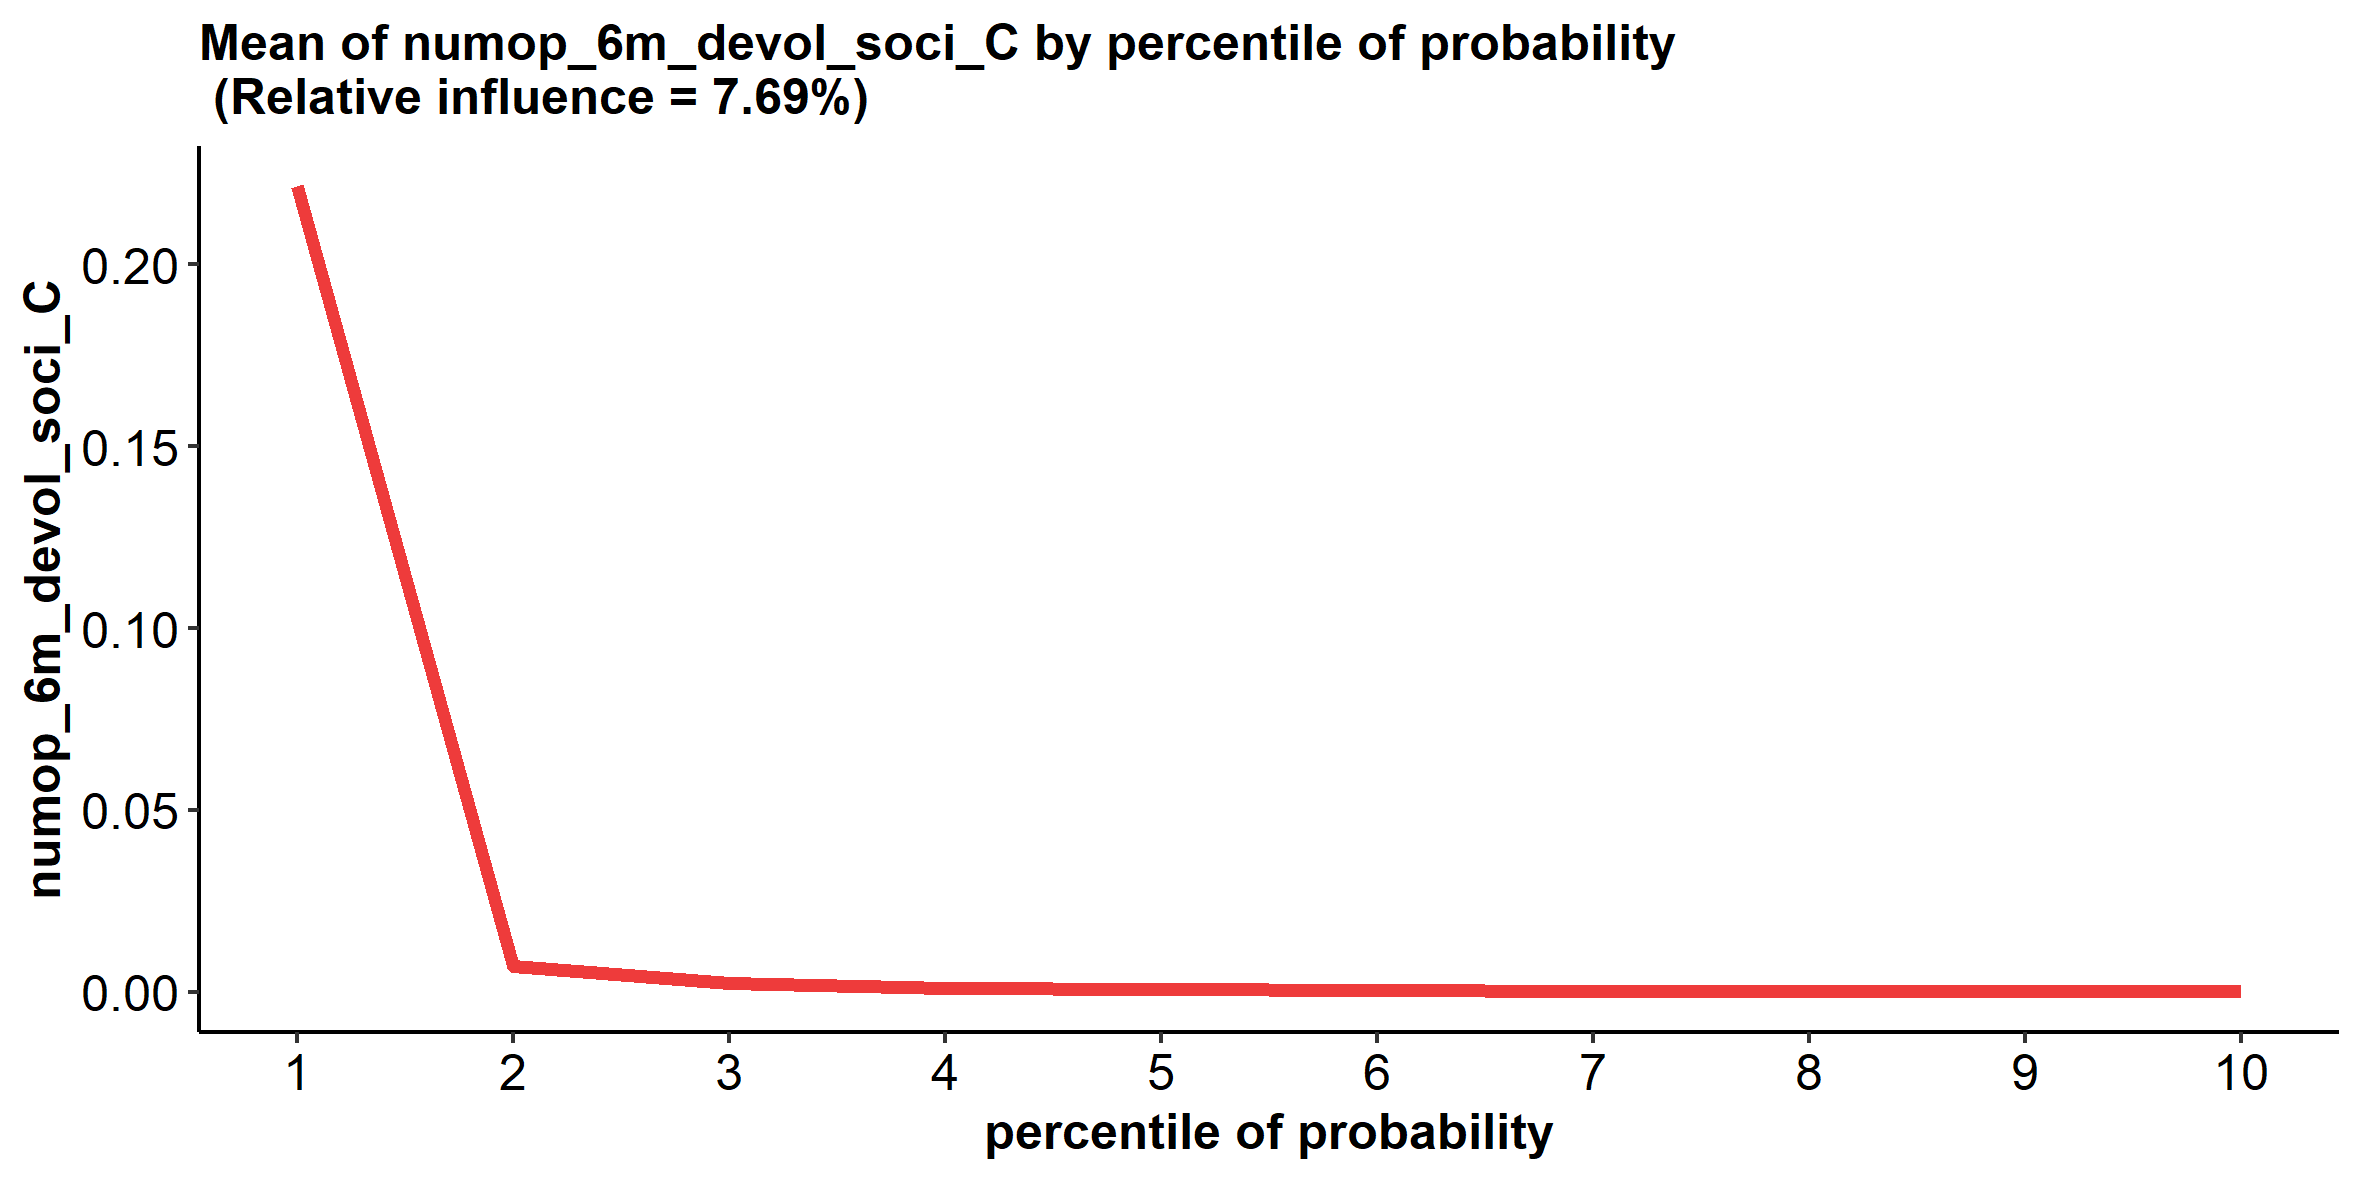 Mean of numop_6m_devol_soci_C by percentile of probability
(Relative influence = 7.69%)
numop_6m_devol_soci_C
0.20
0.15
0.10
0.05
0.00
1 2 3 4 5 6 7 8 9 10
percentile of probability